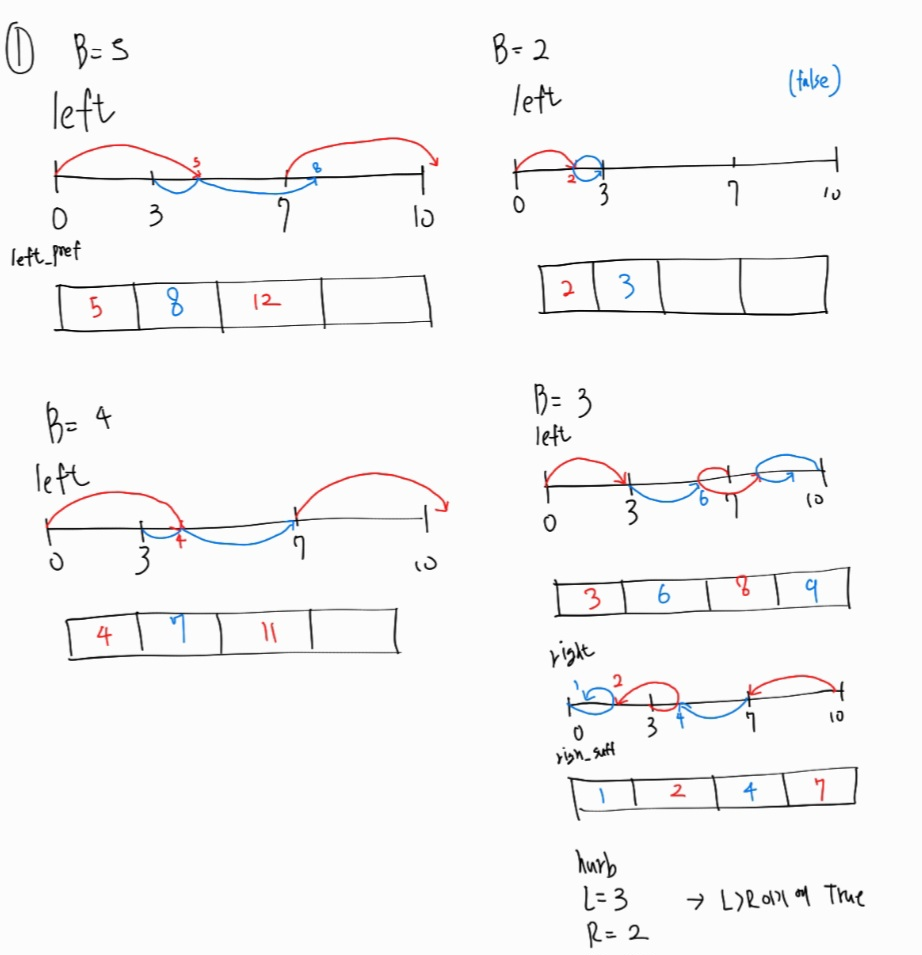 ① B=5
left
5
8
0 3 7 10
left_pref
5 8 12
B=2
left
(false)
2
0 3 7 10
2 3
B= 4
left
4
0 3 7 10
4 7 11
B= 3
left
6
0 3 7 10
3 6 8 9
right
1 2
4
0 3 7 10
righ_suff
1 2 4 7
hurb
L=3 → L>R이어서 True
R=2